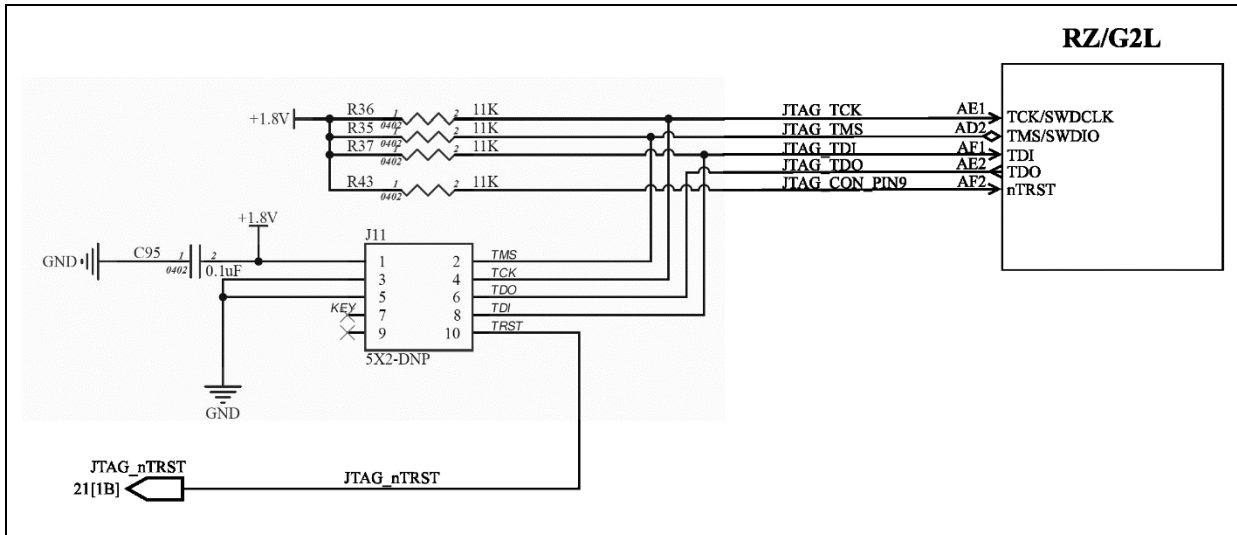 RZ/G2L
+1.8V R36 1 2 11K 0402 JTAG_TCK AE1 TCK/SWDCLK
R35 1 2 11K 0402 JTAG_TMS AD2 TMS/SWDIO
R37 1 2 11K 0402 JTAG_TDI AF1 TDI
JTAG_TDO AE2 TDO
R43 1 2 11K 0402 JTAG_CON_PIN9 AF2 nTRST
+1.8V
J11
GND C95 1 2 0402 0.1uF
1 2 TMS
3 4 TCK
5 6 TDO
KEY 7 8 TDI
9 10 TRST
5X2-DNP
GND
JTAG_nTRST
21[1B] JTAG_nTRST